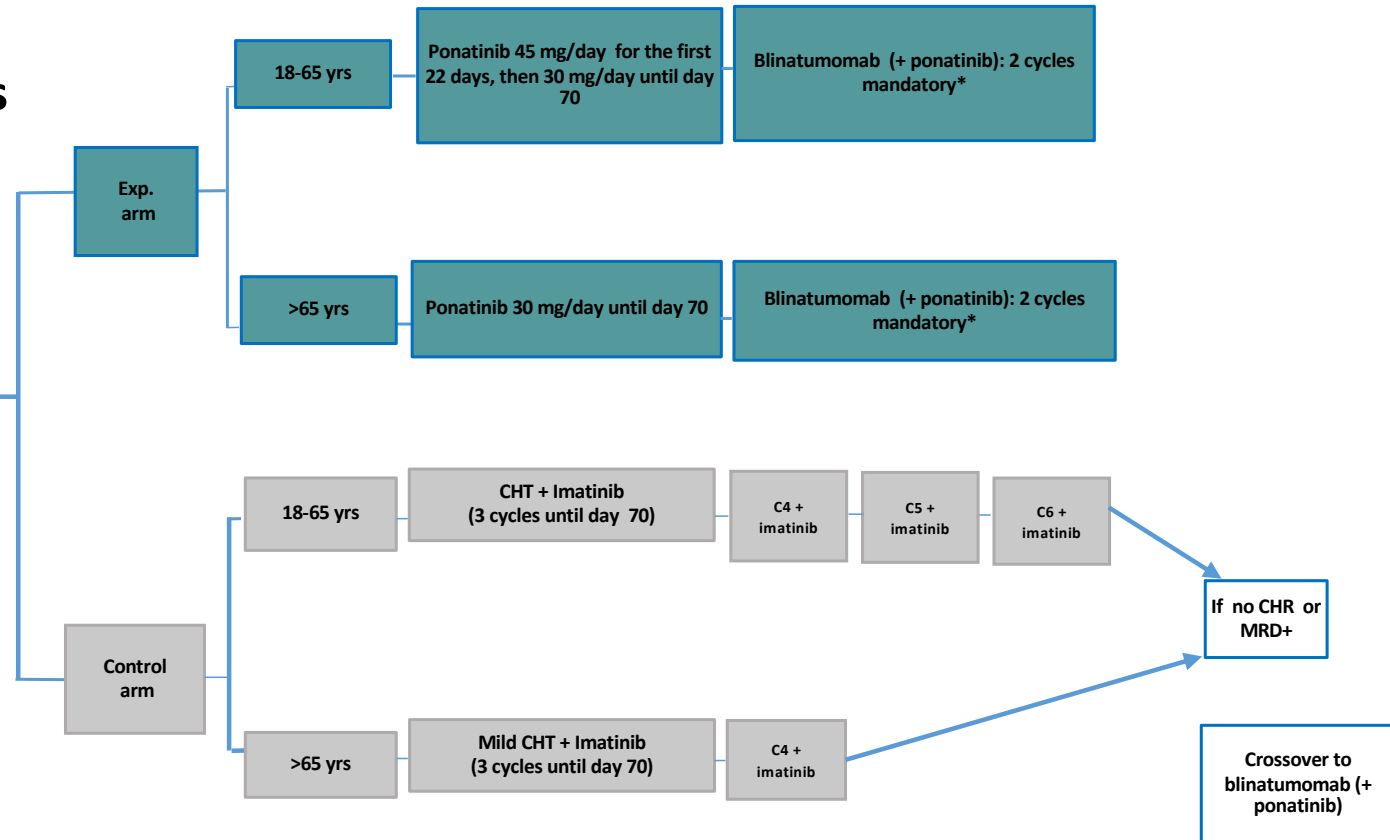 s
18-65 yrs
Ponatinib 45 mg/day for the first
22 days, then 30 mg/day until day
70
Blinatumomab (+ ponatinib): 2 cycles
mandatory*
Exp.
arm
>65 yrs
Ponatinib 30 mg/day until day 70
Blinatumomab (+ ponatinib): 2 cycles
mandatory*
18-65 yrs
CHT + Imatinib
(3 cycles until day 70)
C4 +
imatinib
C5 +
imatinib
C6 +
imatinib
If no CHR or
MRD+
Control
arm
>65 yrs
Mild CHT + Imatinib
(3 cycles until day 70)
C4 +
imatinib
Crossover to
blinatumomab (+
ponatinib)